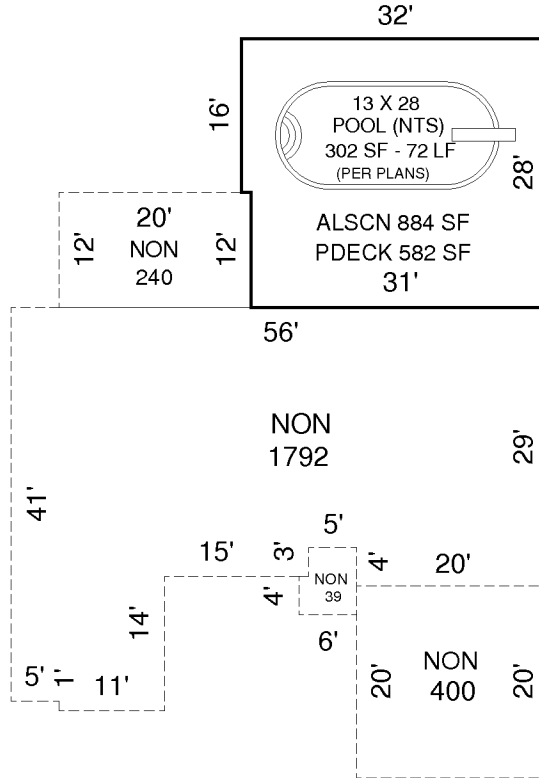 32'
16'
13 X 28
POOL (NTS)
302 SF - 72 LF
(PER PLANS)
28'
ALSCN 884 SF
PDECK 582 SF
31'
20'
12'
NON
240
12'
56'
NON
1792
29'
41'
15'
3'
5'
4'
20'
NON
39
4'
6'
14'
5'
1'
11'
20'
NON
400
20'